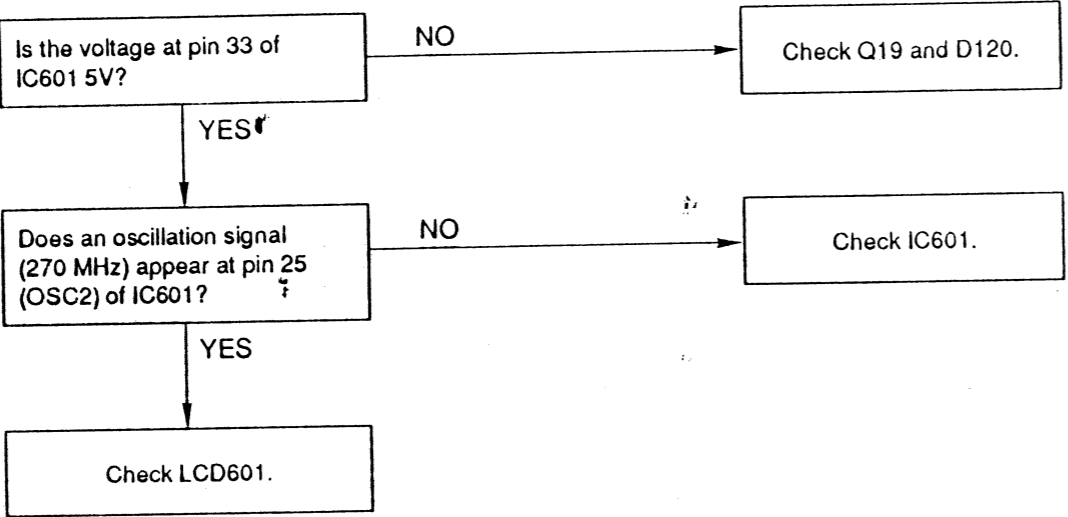 Is the voltage at pin 33 of
IC601 5V?
NO
Check Q19 and D120.
YES
Does an oscillation signal
(270 MHz) appear at pin 25
(OSC2) of IC601?
NO
Check IC601.
YES
Check LCD601.